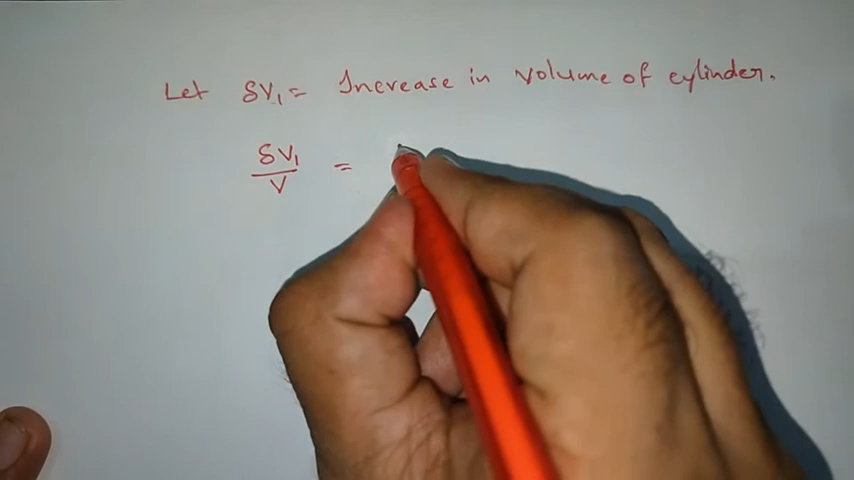 Let δV₁ = Increase in volume of cylinder.
δV₁/V =